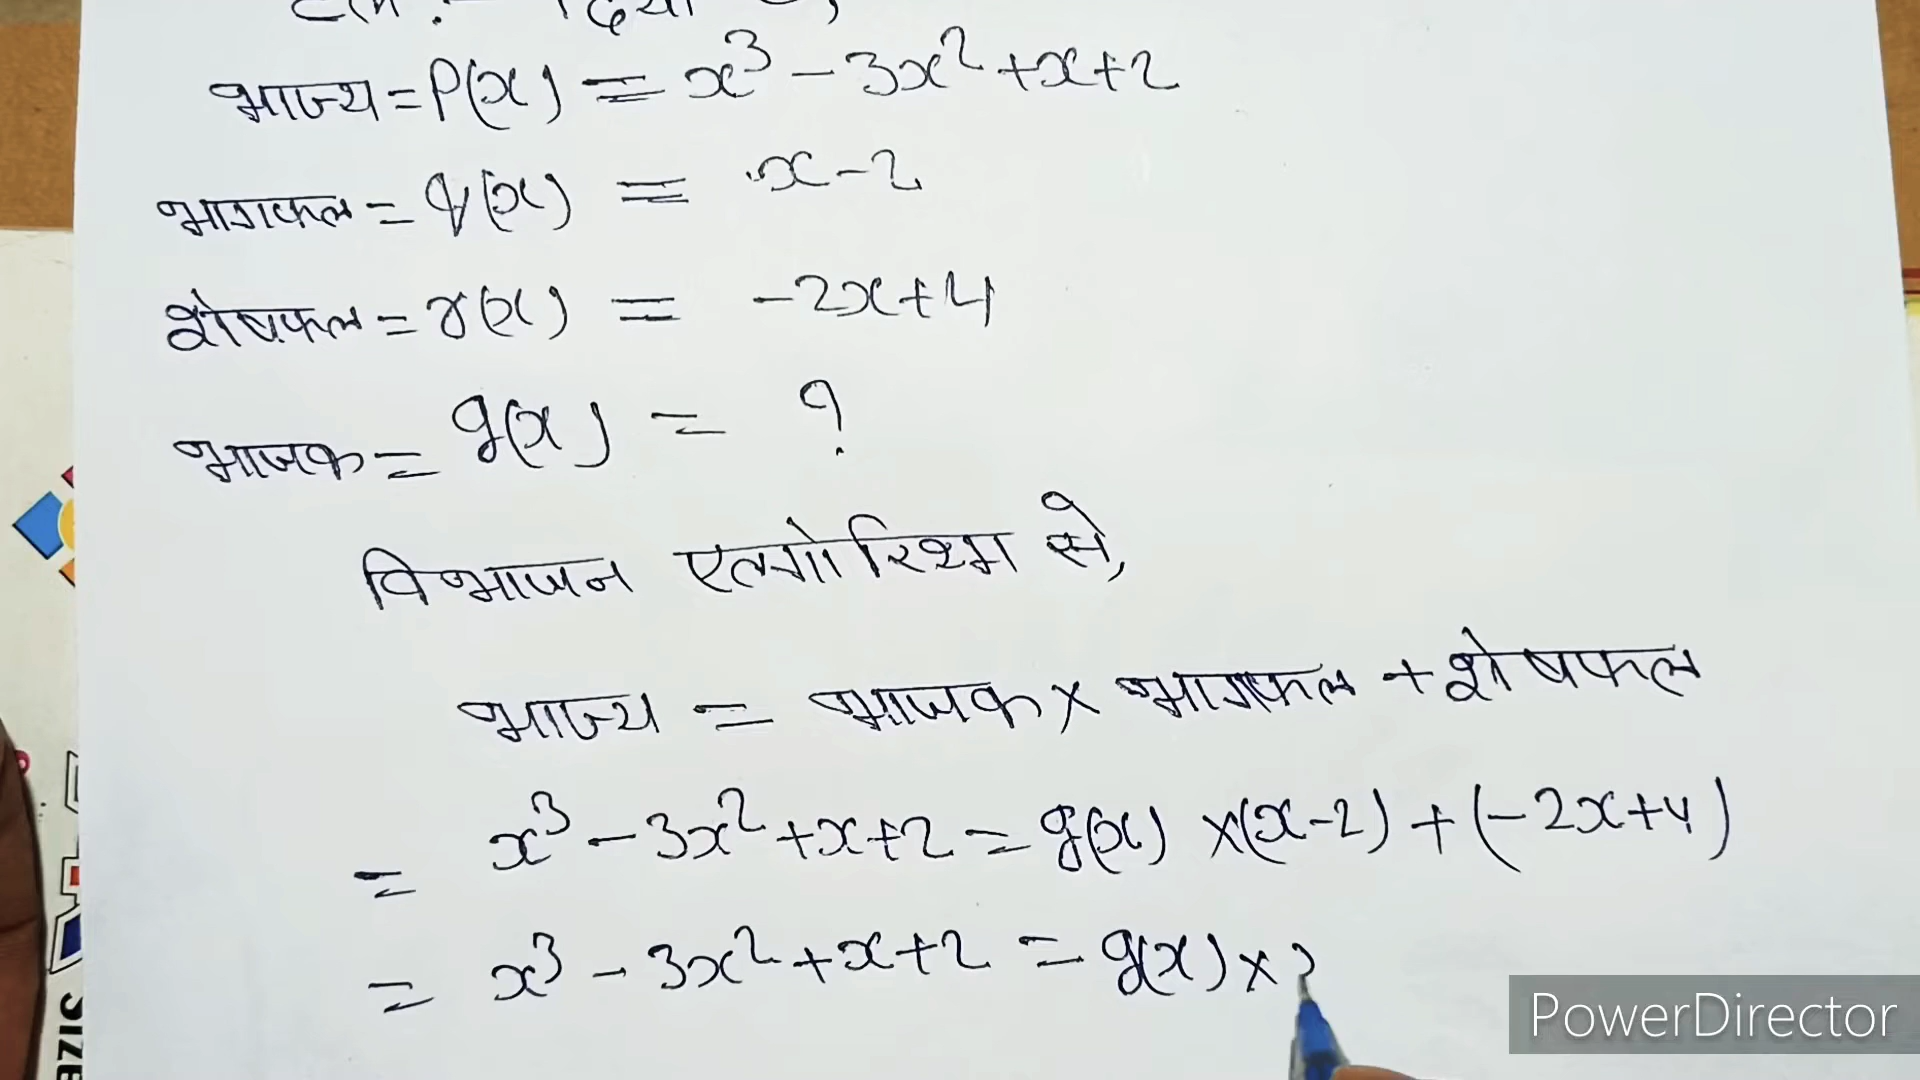 भाज्य = P(x) = x³ - 3x² + x + 2
भागफल = q(x) = x - 2
शेषफल = r(x) = -2x + 4
भाजक = g(x) = ?
विभाजन एल्गोरिथ्म से,
भाज्य = भाजक × भागफल + शेषफल
= x³ - 3x² + x + 2 = g(x) × (x - 2) + (-2x + 4)
= x³ - 3x² + x + 2 = g(x) ×
PowerDirector
SIZE